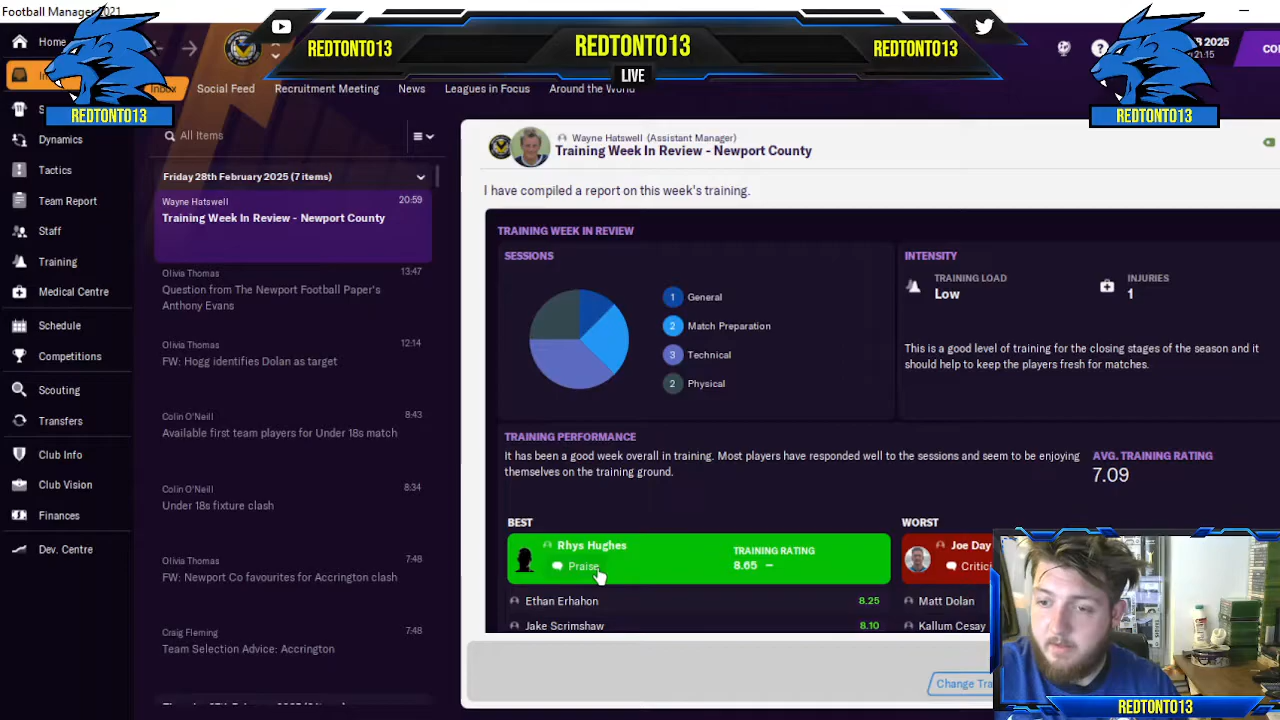 Football Manager 2021
REDTONTO13
REDTONTO13
REDTONTO13
LIVE
REDTONTO13
REDTONTO13
Home
2025
21:15
Inbox
Social Feed
Recruitment Meeting
News
Leagues in Focus
Around the World
Dynamics
Tactics
Team Report
Staff
Training
Medical Centre
Schedule
Competitions
Scouting
Transfers
Club Info
Club Vision
Finances
Dev. Centre
All Items
Friday 28th February 2025 (7 items)
Wayne Hatswell 20:59
Training Week In Review - Newport County
Olivia Thomas 13:47
Question from The Newport Football Paper's
Anthony Evans
Olivia Thomas 12:14
FW: Hogg identifies Dolan as target
Colin O'Neill 8:43
Available first team players for Under 18s match
Colin O'Neill 8:34
Under 18s fixture clash
Olivia Thomas 7:48
FW: Newport Co favourites for Accrington clash
Craig Fleming 7:48
Team Selection Advice: Accrington
Wayne Hatswell (Assistant Manager)
Training Week In Review - Newport County
I have compiled a report on this week's training.
TRAINING WEEK IN REVIEW
SESSIONS
1 General
2 Match Preparation
3 Technical
2 Physical
INTENSITY
TRAINING LOAD
Low
INJURIES
1
This is a good level of training for the closing stages of the season and it
should help to keep the players fresh for matches.
TRAINING PERFORMANCE
It has been a good week overall in training. Most players have responded well to the sessions and seem to be enjoying
themselves on the training ground.
AVG. TRAINING RATING
7.09
BEST
Rhys Hughes
Praise
TRAINING RATING
8.65 –
Ethan Erhahon 8.25
Jake Scrimshaw 8.10
WORST
Joe Day
Critici
Matt Dolan
Kallum Cesay
Change Tra
REDTONTO13